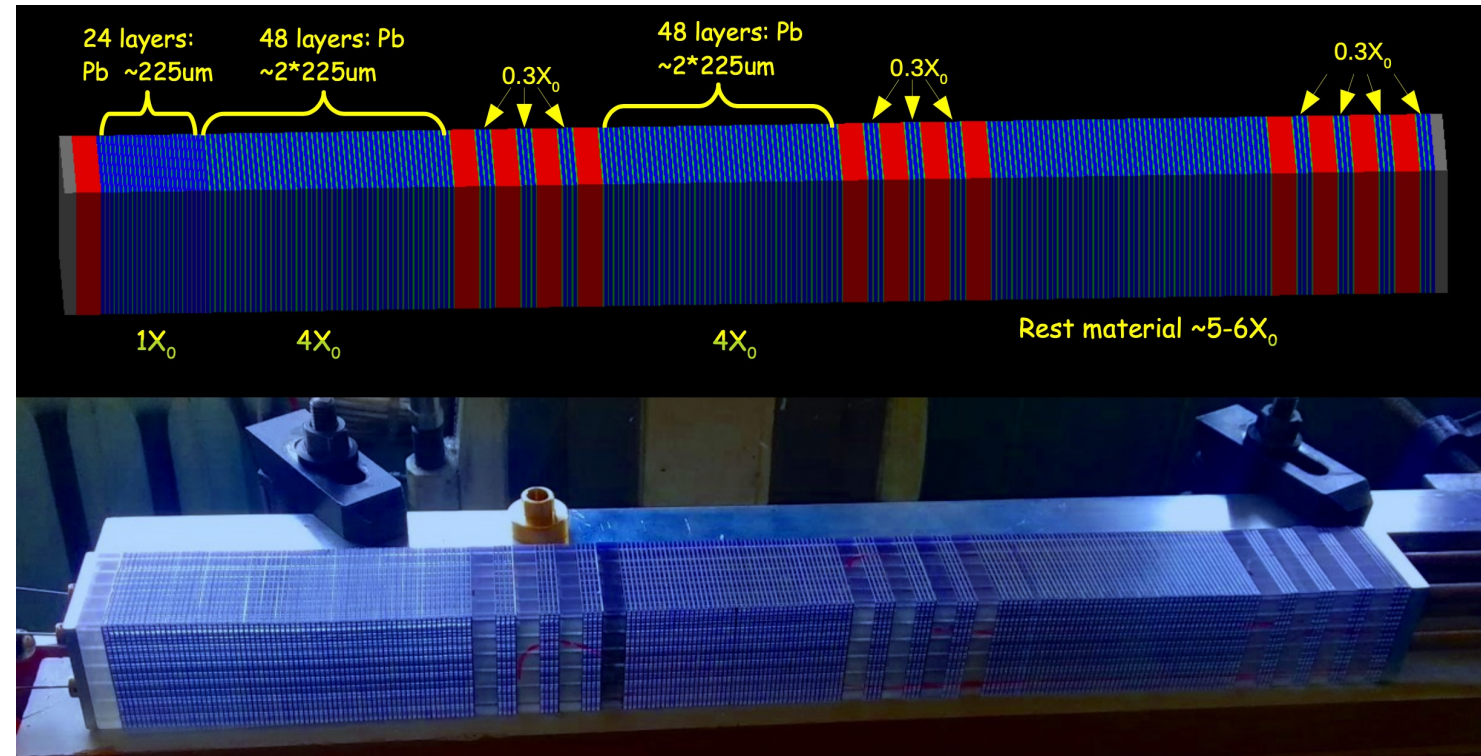 24 layers:
Pb ~225um
48 layers: Pb
~2*225um
0.3X₀
48 layers: Pb
~2*225um
0.3X₀
0.3X₀
1X₀
4X₀
4X₀
Rest material ~5-6X₀